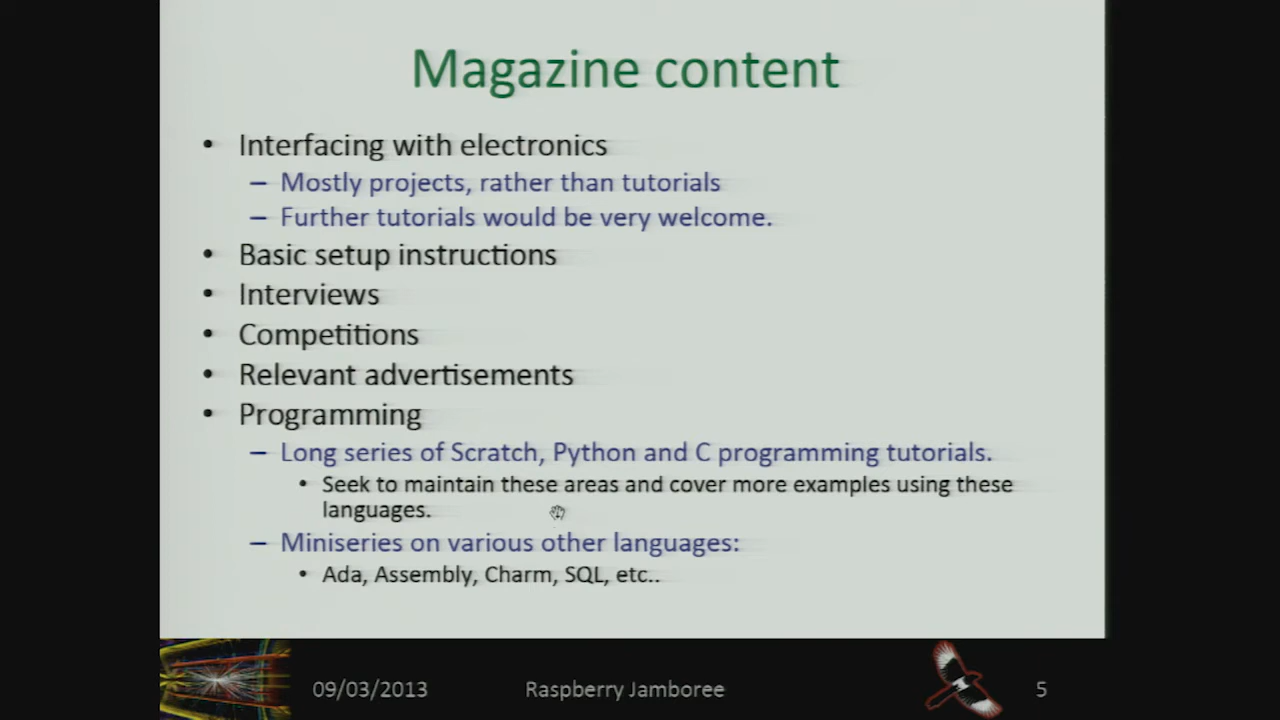 Magazine content
• Interfacing with electronics
– Mostly projects, rather than tutorials
– Further tutorials would be very welcome.
• Basic setup instructions
• Interviews
• Competitions
• Relevant advertisements
• Programming
– Long series of Scratch, Python and C programming tutorials.
• Seek to maintain these areas and cover more examples using these
languages.
– Miniseries on various other languages:
• Ada, Assembly, Charm, SQL, etc..
09/03/2013 Raspberry Jamboree 5